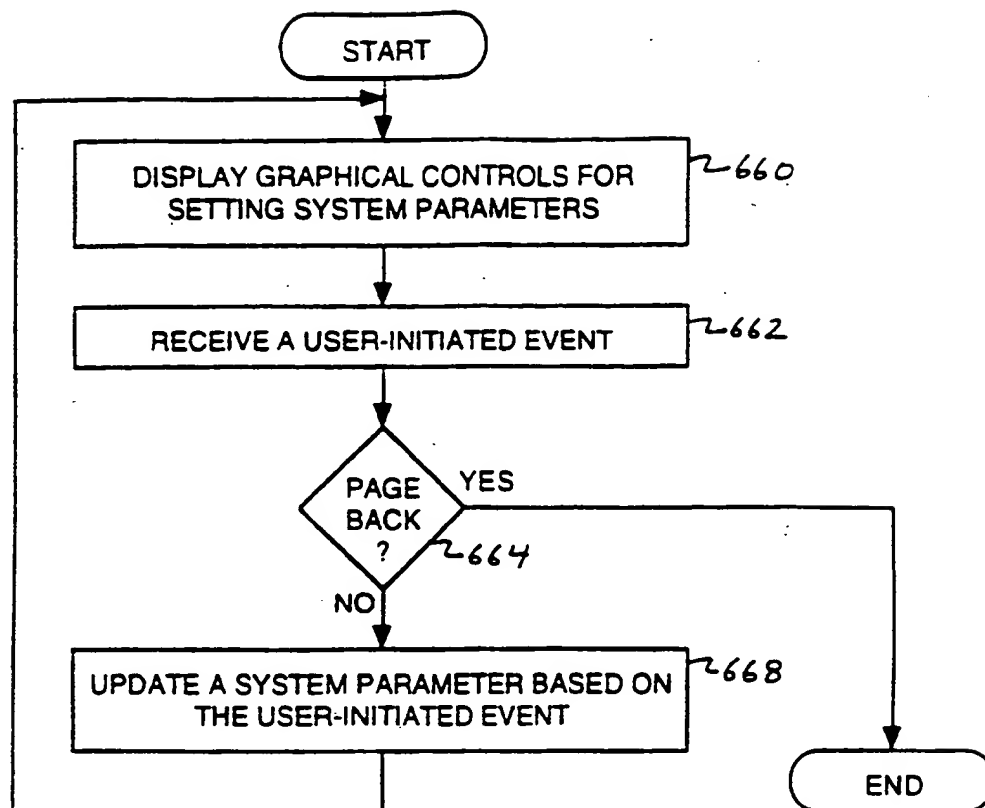 START
DISPLAY GRAPHICAL CONTROLS FOR
SETTING SYSTEM PARAMETERS
660
RECEIVE A USER-INITIATED EVENT
662
PAGE
BACK
?
YES
664
NO
UPDATE A SYSTEM PARAMETER BASED ON
THE USER-INITIATED EVENT
668
END